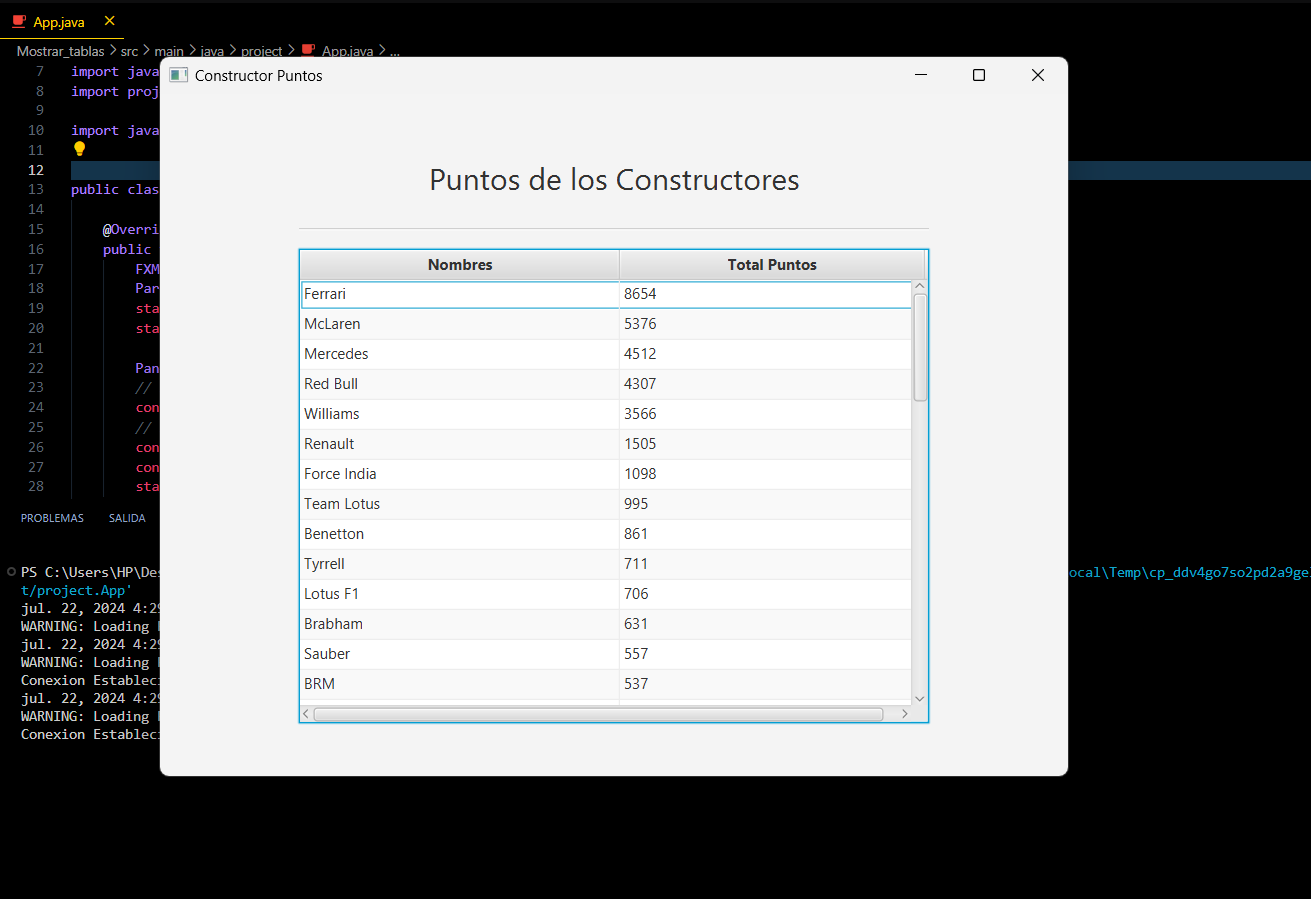 App.java
Mostrar_tablas > src > main > java > project > App.java > ...
7 import java
8 import proj
9
10 import java
11
12
13 public clas
14
15 @Overri
16 public
17 FXM
18 Par
19 sta
20 sta
21
22 Pan
23 //
24 con
25 //
26 con
27 con
28 sta
PROBLEMAS SALIDA
PS C:\Users\HP\Des
ocal\Temp\cp_ddv4go7so2pd2a9ge
t/project.App'
jul. 22, 2024 4:29
WARNING: Loading
jul. 22, 2024 4:29
WARNING: Loading
Conexion Establec
jul. 22, 2024 4:29
WARNING: Loading
Conexion Establec
Constructor Puntos
Puntos de los Constructores
Nombres Total Puntos
Ferrari 8654
McLaren 5376
Mercedes 4512
Red Bull 4307
Williams 3566
Renault 1505
Force India 1098
Team Lotus 995
Benetton 861
Tyrrell 711
Lotus F1 706
Brabham 631
Sauber 557
BRM 537